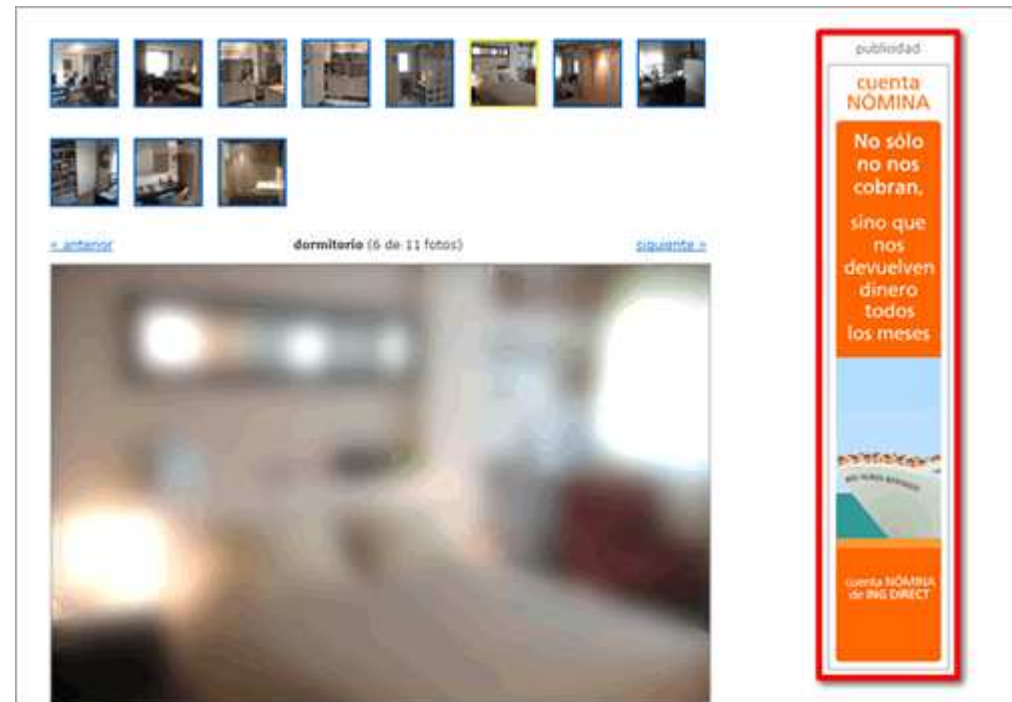 « anterior
dormitorio (6 de 11 fotos)
siguiente »
publicidad
cuenta
NÓMINA
No sólo
no nos
cobran,
sino que
nos
devuelven
dinero
todos
los meses
cuenta NÓMINA
de ING DIRECT